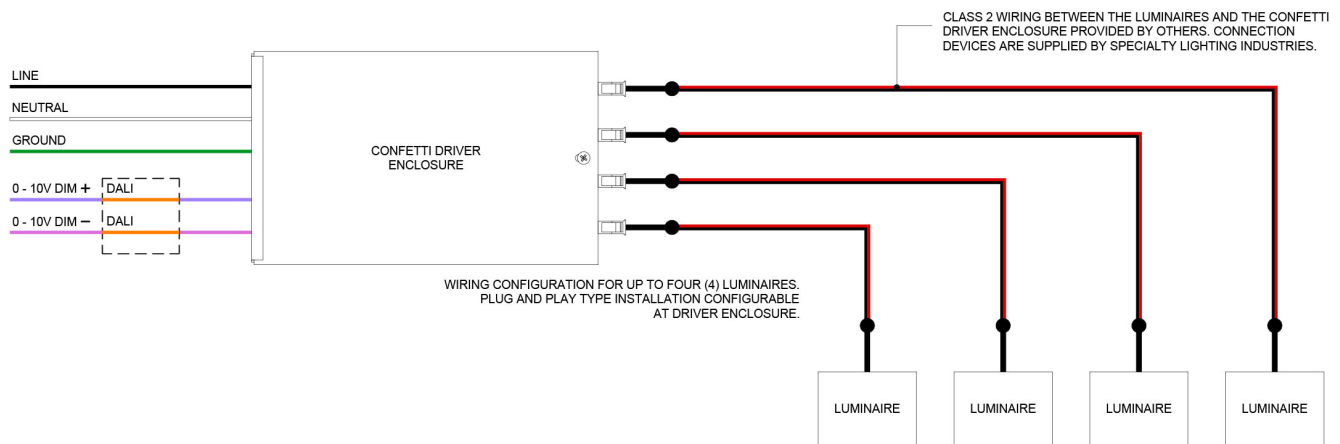 CLASS 2 WIRING BETWEEN THE LUMINAIRES AND THE CONFETTI
DRIVER ENCLOSURE PROVIDED BY OTHERS. CONNECTION
DEVICES ARE SUPPLIED BY SPECIALTY LIGHTING INDUSTRIES.
LINE
NEUTRAL
GROUND
0 - 10V DIM + DALI
0 - 10V DIM − DALI
CONFETTI DRIVER
ENCLOSURE
WIRING CONFIGURATION FOR UP TO FOUR (4) LUMINAIRES.
PLUG AND PLAY TYPE INSTALLATION CONFIGURABLE
AT DRIVER ENCLOSURE.
LUMINAIRE LUMINAIRE LUMINAIRE LUMINAIRE